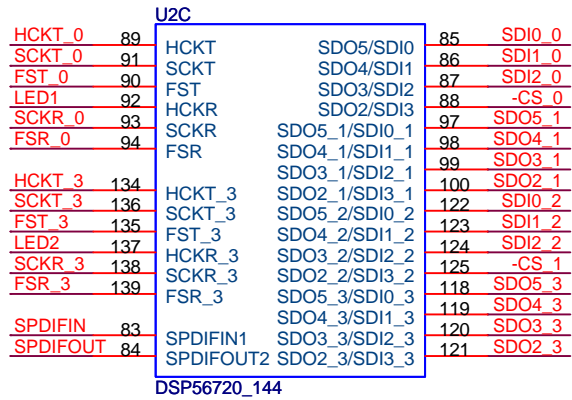 U2C
HCKT_0 89 HCKT SDO5/SDI0 85 SDI0_0
SCKT_0 91 SCKT SDO4/SDI1 86 SDI1_0
FST_0 90 FST SDO3/SDI2 87 SDI2_0
LED1 92 HCKR SDO2/SDI3 88 -CS_0
SCKR_0 93 SCKR SDO5_1/SDI0_1 97 SDO5_1
FSR_0 94 FSR SDO4_1/SDI1_1 98 SDO4_1
SDO3_1/SDI2_1 99 SDO3_1
HCKT_3 134 HCKT_3 SDO2_1/SDI3_1 100 SDO2_1
SCKT_3 136 SCKT_3 SDO5_2/SDI0_2 122 SDI0_2
FST_3 135 FST_3 SDO4_2/SDI1_2 123 SDI1_2
LED2 137 HCKR_3 SDO3_2/SDI2_2 124 SDI2_2
SCKR_3 138 SCKR_3 SDO2_2/SDI3_2 125 -CS_1
FSR_3 139 FSR_3 SDO5_3/SDI0_3 118 SDO5_3
SDO4_3/SDI1_3 119 SDO4_3
SPDIFIN 83 SPDIFIN1 SDO3_3/SDI2_3 120 SDO3_3
SPDIFOUT 84 SPDIFOUT2 SDO2_3/SDI3_3 121 SDO2_3
DSP56720_144